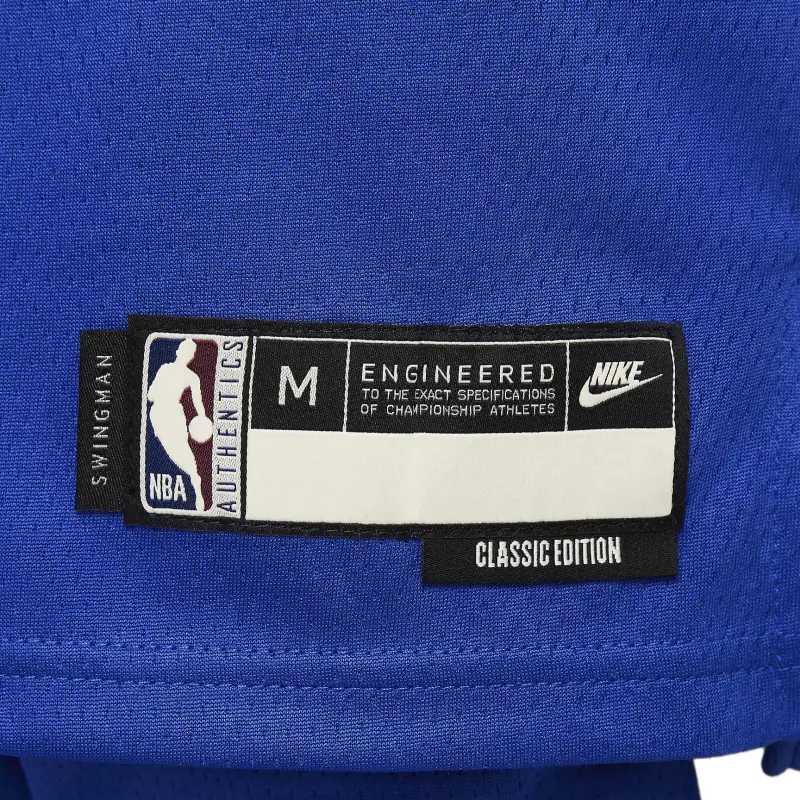 SWINGMAN
NBA
AUTHENTICS
M
ENGINEERED
TO THE EXACT SPECIFICATIONS
OF CHAMPIONSHIP ATHLETES
NIKE
CLASSIC EDITION